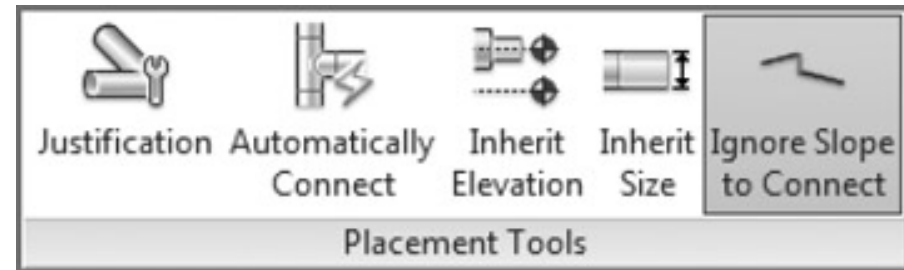 Justification Automatically Inherit Inherit Ignore Slope
Connect Elevation Size to Connect
Placement Tools